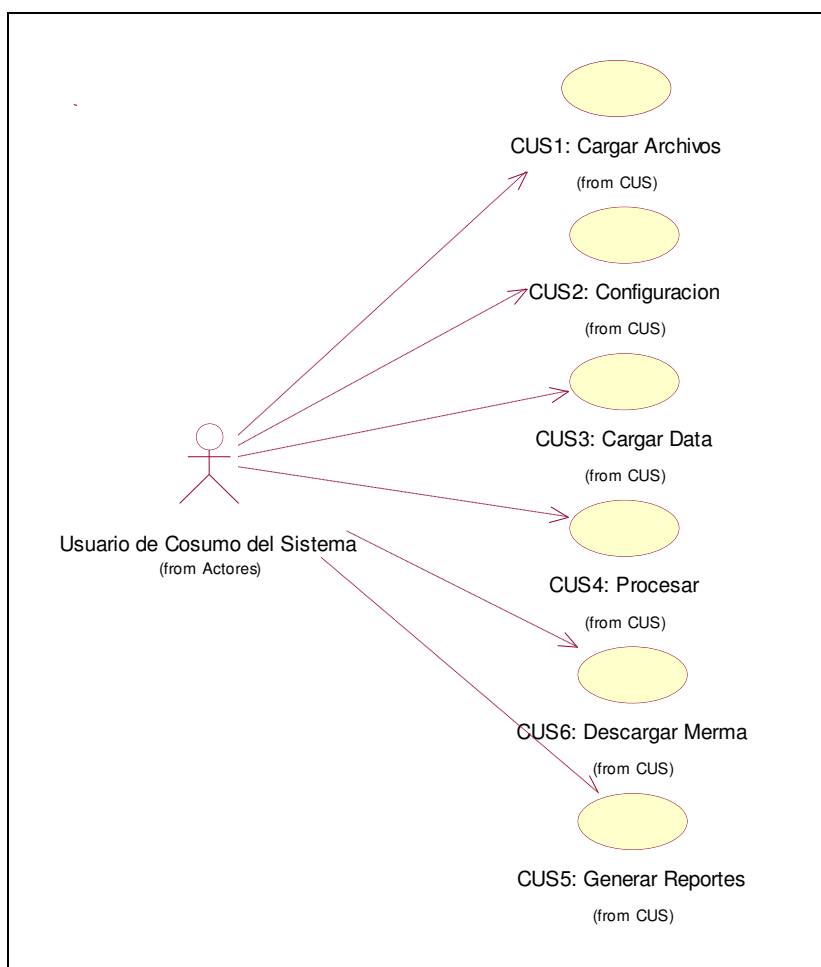 CUS1: Cargar Archivos
(from CUS)
CUS2: Configuracion
(from CUS)
CUS3: Cargar Data
(from CUS)
Usuario de Cosumo del Sistema
(from Actores)
CUS4: Procesar
(from CUS)
CUS6: Descargar Merma
(from CUS)
CUS5: Generar Reportes
(from CUS)